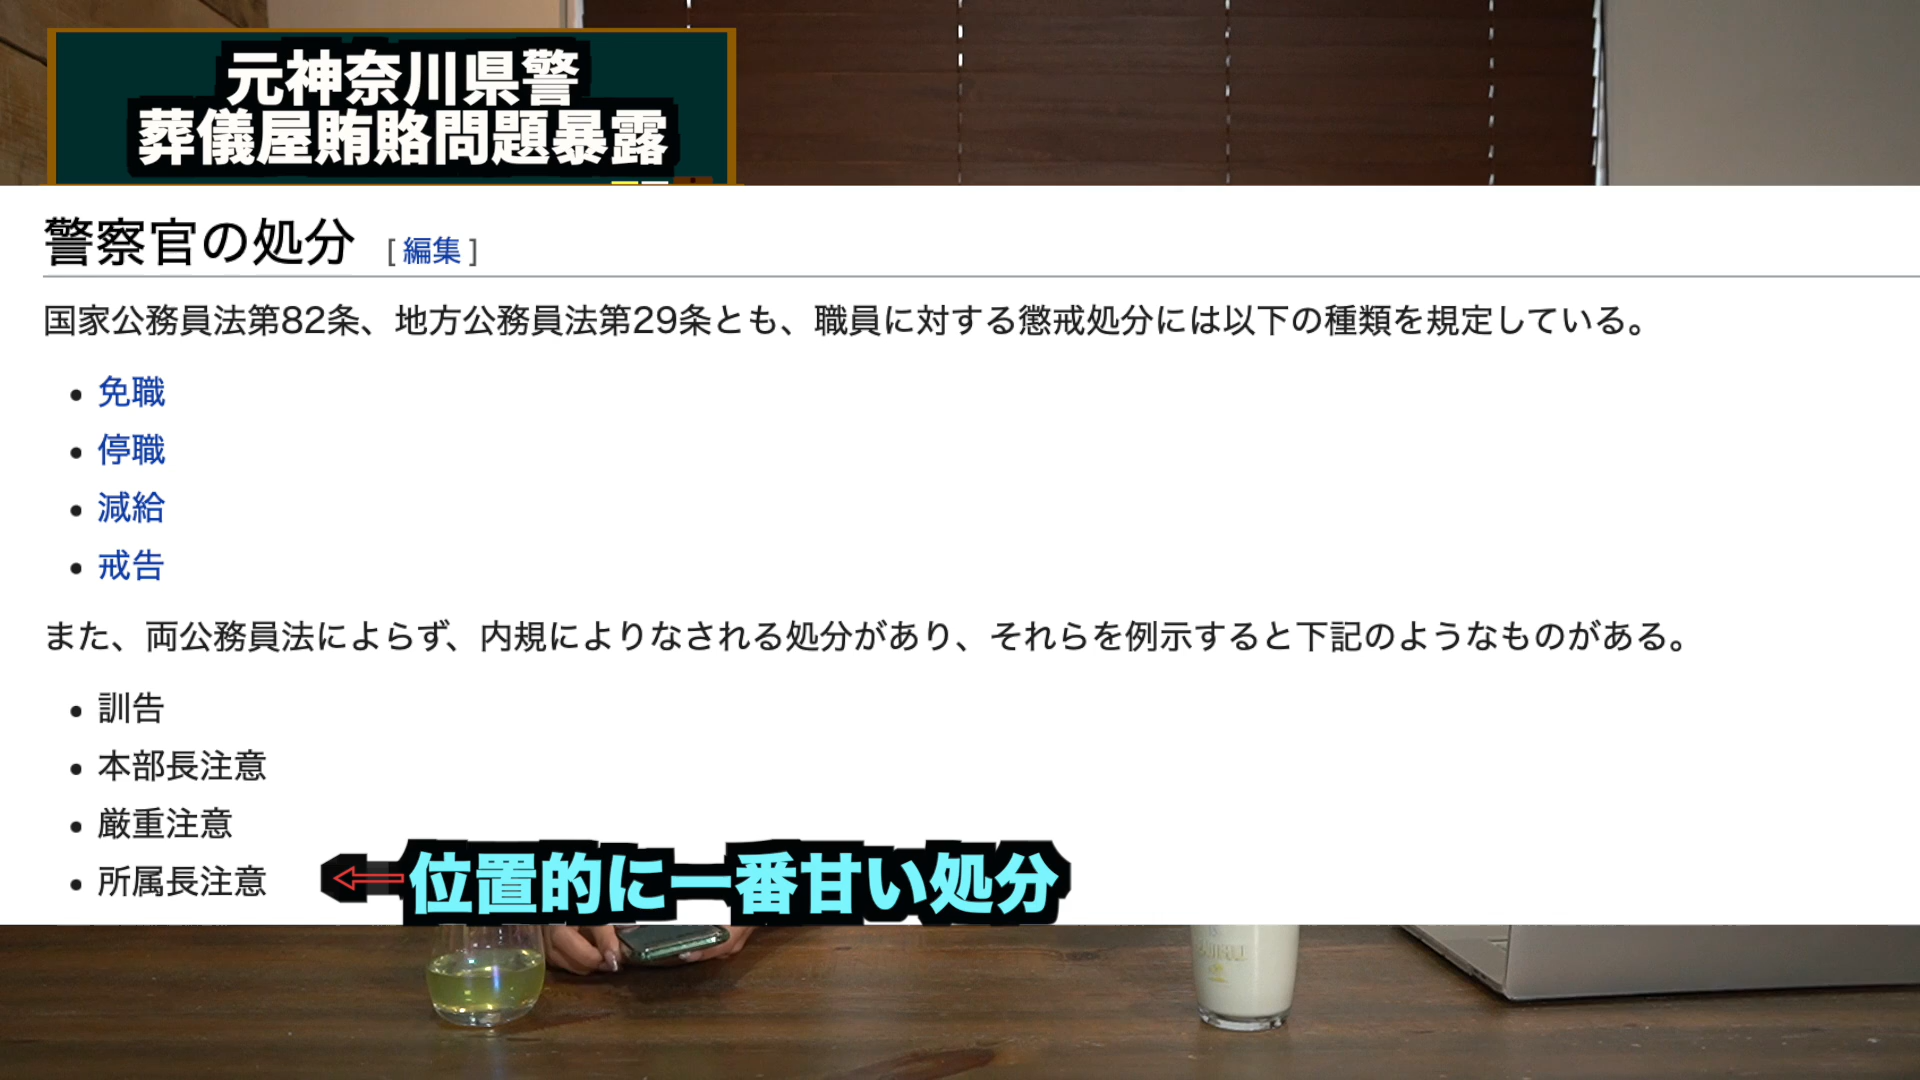 元神奈川県警
葬儀屋賄賂問題暴露
警察官の処分 [ 編集 ]
国家公務員法第82条、地方公務員法第29条とも、職員に対する懲戒処分には以下の種類を規定している。
• 免職
• 停職
• 減給
• 戒告
また、両公務員法によらず、内規によりなされる処分があり、それらを例示すると下記のようなものがある。
• 訓告
• 本部長注意
• 厳重注意
• 所属長注意 ←位置的に一番甘い処分